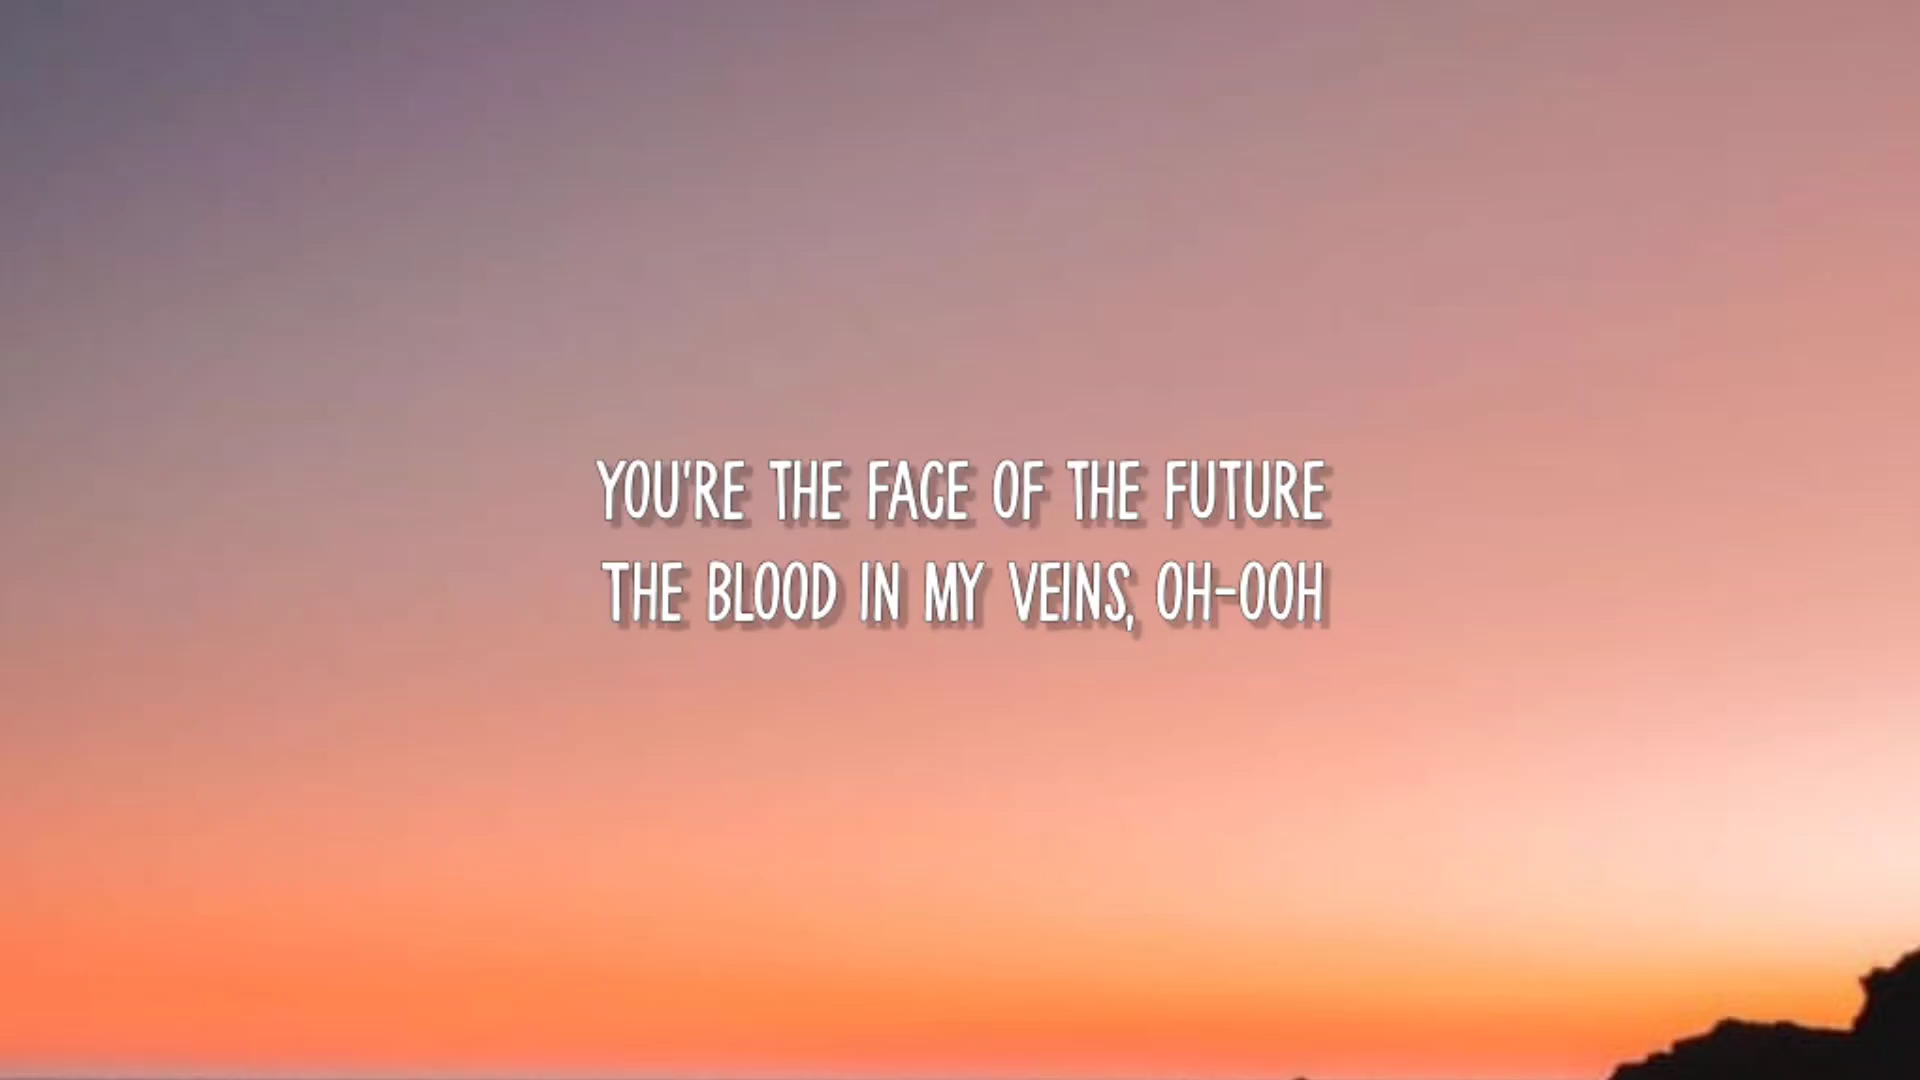 YOU'RE THE FACE OF THE FUTURE
THE BLOOD IN MY VEINS, OH-OOH